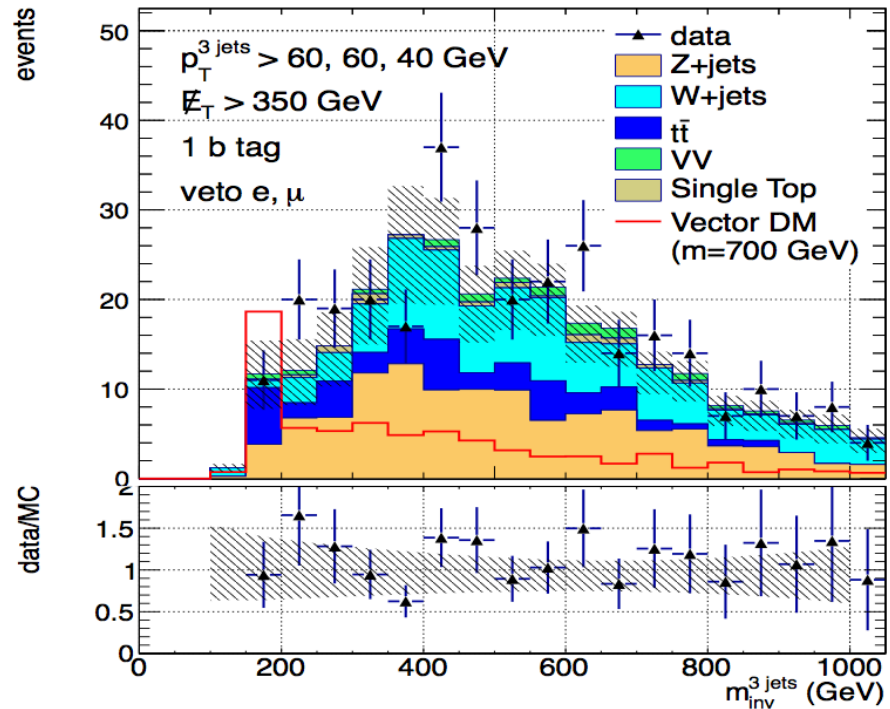 events
50
40
30
20
10
0
p_T^{3 jets} > 60, 60, 40 GeV
E̸_T > 350 GeV
1 b tag
veto e, μ
data
Z+jets
W+jets
tt̄
VV
Single Top
Vector DM
(m=700 GeV)
data/MC
2
1.5
1
0.5
0
0 200 400 600 800 1000
m_{inv}^{3 jets} (GeV)